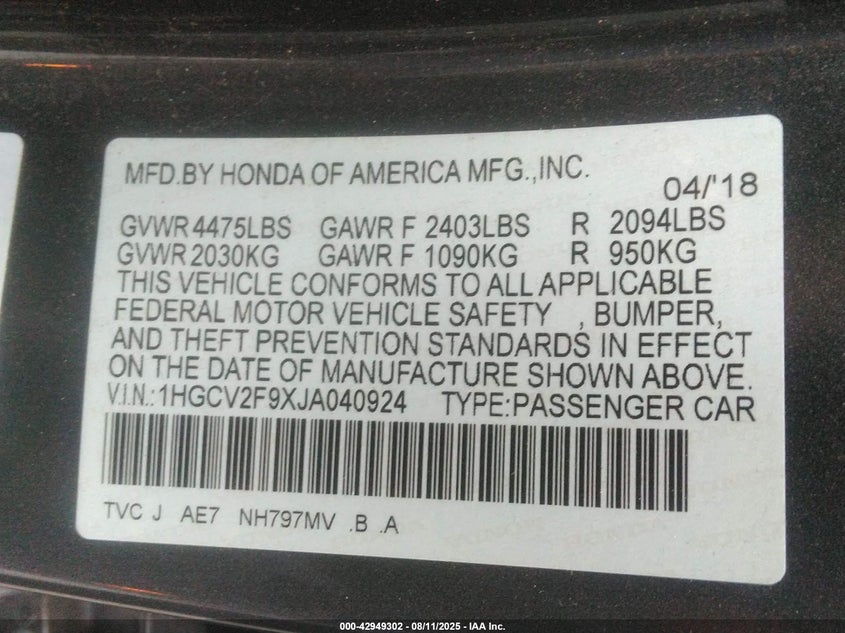 MFD.BY HONDA OF AMERICA MFG.,INC.
04/'18
GVWR 4475LBS GAWR F 2403LBS R 2094LBS
GVWR 2030KG GAWR F 1090KG R 950KG
THIS VEHICLE CONFORMS TO ALL APPLICABLE
FEDERAL MOTOR VEHICLE SAFETY , BUMPER,
AND THEFT PREVENTION STANDARDS IN EFFECT
ON THE DATE OF MANUFACTURE SHOWN ABOVE.
V.I.N.:1HGCV2F9XJA040924 TYPE:PASSENGER CAR
TVC J AE7 NH797MV .B .A
000-42949302 - 08/11/2025 - IAA Inc.